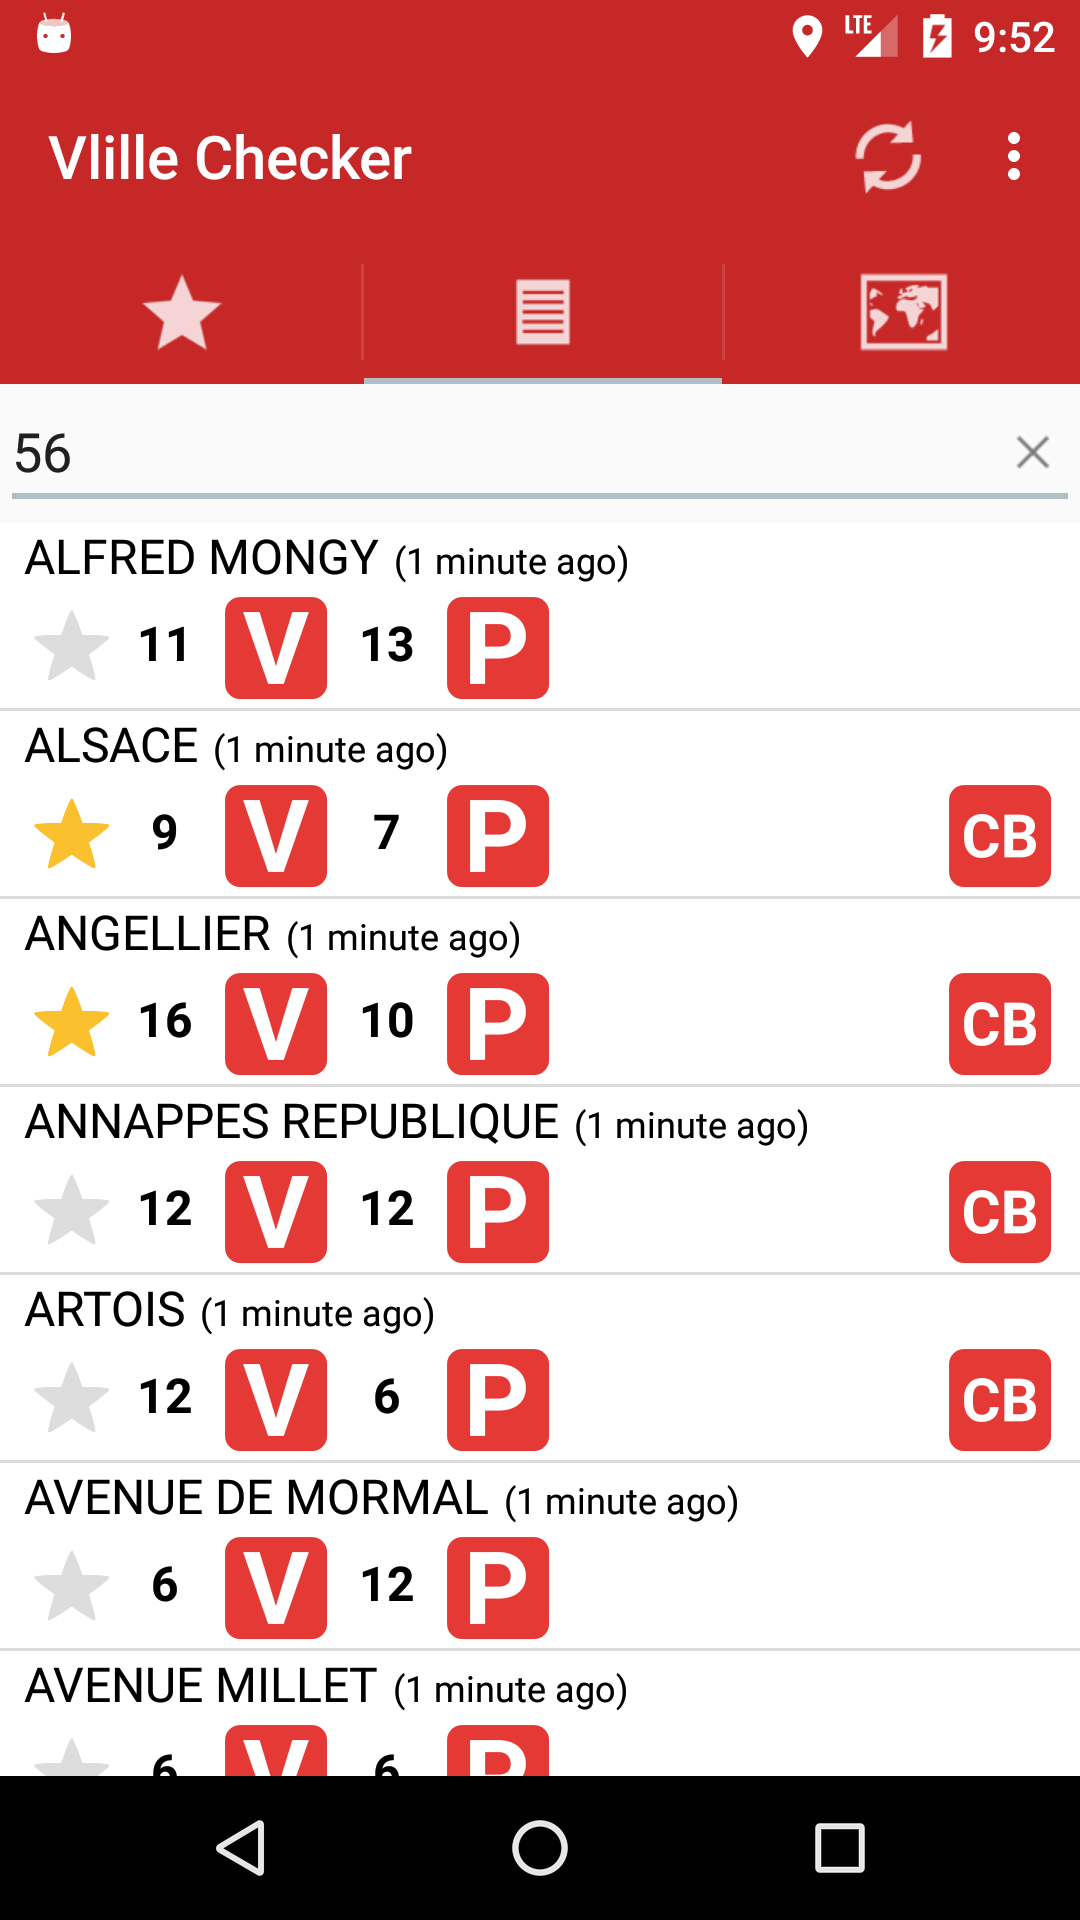 LTE 9:52
Vlille Checker
56
ALFRED MONGY (1 minute ago)
11 V 13 P
ALSACE (1 minute ago)
9 V 7 P CB
ANGELLIER (1 minute ago)
16 V 10 P CB
ANNAPPES REPUBLIQUE (1 minute ago)
12 V 12 P CB
ARTOIS (1 minute ago)
12 V 6 P CB
AVENUE DE MORMAL (1 minute ago)
6 V 12 P
AVENUE MILLET (1 minute ago)
6 V 6 P